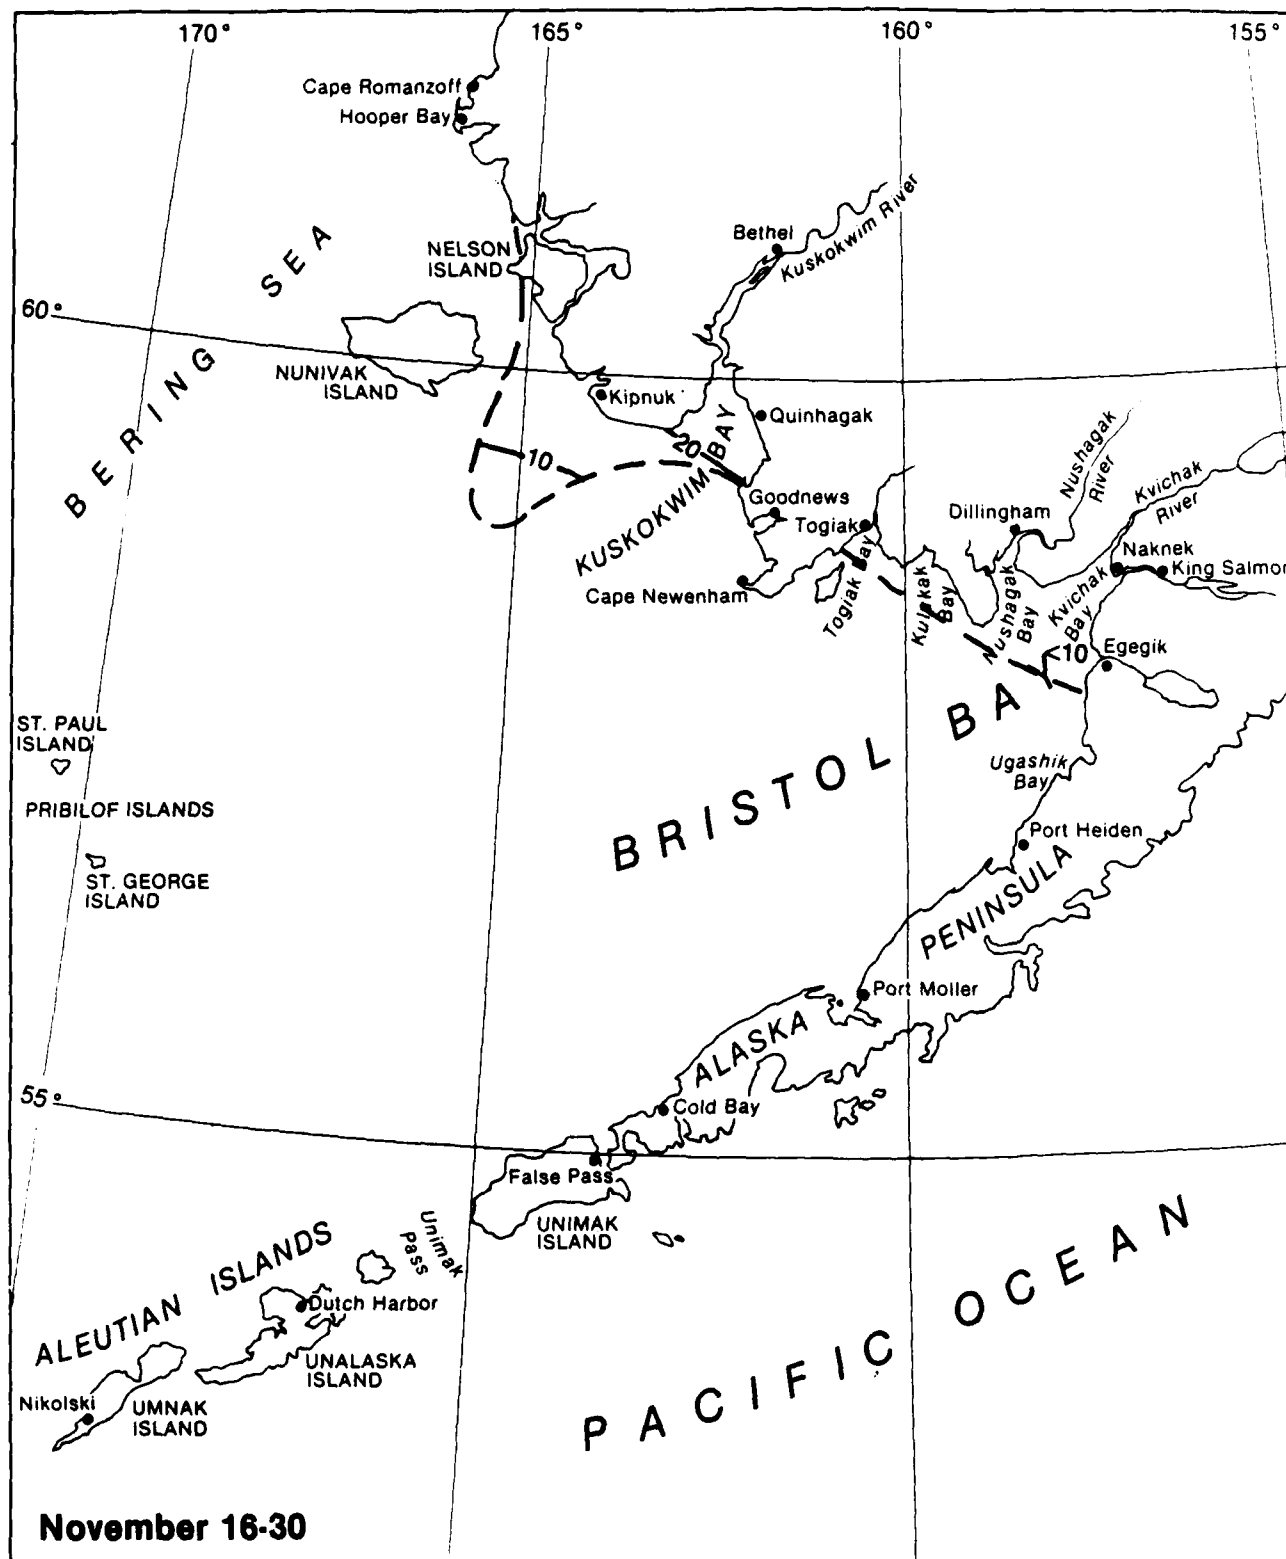 170°
165°
160°
155°
Cape Romanzoff
Hooper Bay
Kuskokwim River
Bethel
NELSON
ISLAND
BERING SEA
60°
NUNIVAK
ISLAND
Kipnuk
Quinhagak
10
20
KUSKOKWIM BAY
Nushagak
River
Kvichak
River
Goodnews
Togiak
Dillingham
Naknek
King Salmon
Cape Newenham
Togiak Bay
Kulukak
Bay
Nushagak
Bay
Kvichak
Bay
<10
Egegik
ST. PAUL
ISLAND
BRISTOL BA
Ugashik
Bay
PRIBILOF ISLANDS
Port Heiden
ST. GEORGE
ISLAND
ALASKA PENINSULA
Port Moller
55°
Cold Bay
False Pass
UNIMAK
ISLAND
Unimak
Pass
ALEUTIAN ISLANDS
Dutch Harbor
UNALASKA
ISLAND
Nikolski
UMNAK
ISLAND
PACIFIC OCEAN
November 16-30